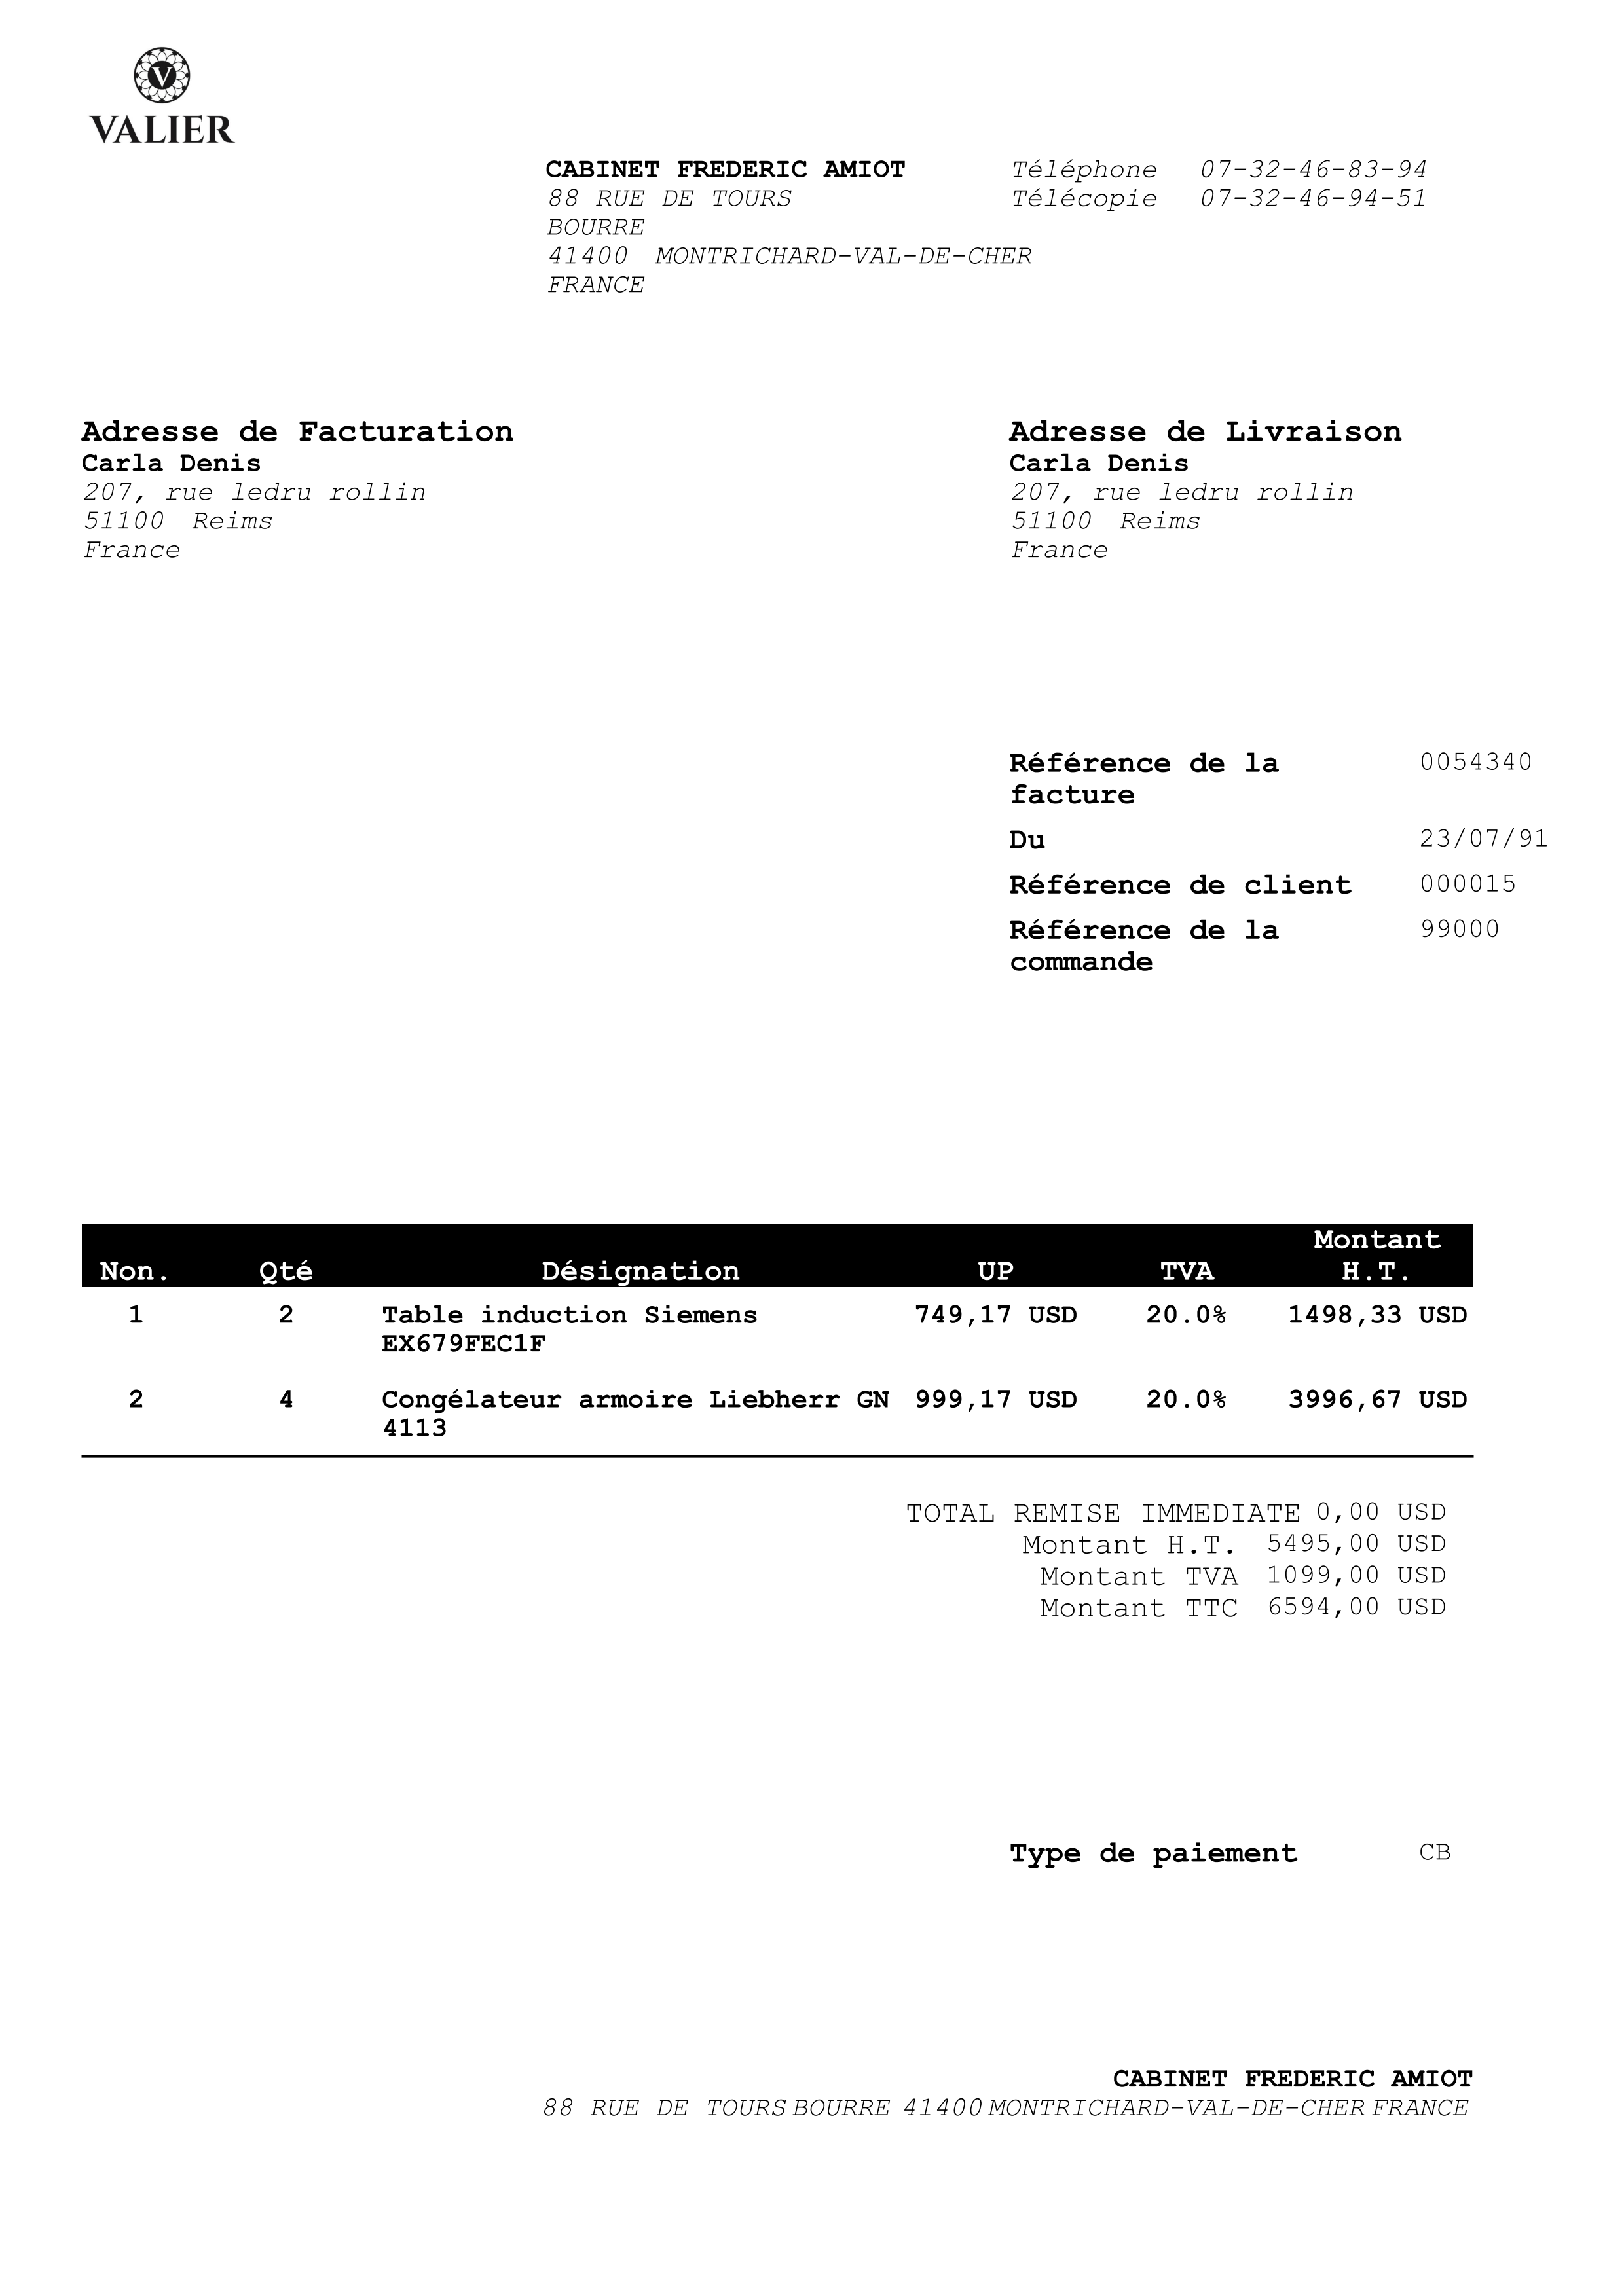 V
VALIER
CABINET FREDERIC AMIOT
88 RUE DE TOURS
BOURRE
41400 MONTRICHARD-VAL-DE-CHER
FRANCE
Téléphone 07-32-46-83-94
Télécopie 07-32-46-94-51
Adresse de Facturation
Carla Denis
207, rue ledru rollin
51100 Reims
France
Adresse de Livraison
Carla Denis
207, rue ledru rollin
51100 Reims
France
Référence de la 0054340
facture
Du 23/07/91
Référence de client 000015
Référence de la 99000
commande
Montant
Non. Qté Désignation UP TVA H.T.
1 2 Table induction Siemens 749,17 USD 20.0% 1498,33 USD
EX679FEC1F
2 4 Congélateur armoire Liebherr GN 999,17 USD 20.0% 3996,67 USD
4113
TOTAL REMISE IMMEDIATE 0,00 USD
Montant H.T. 5495,00 USD
Montant TVA 1099,00 USD
Montant TTC 6594,00 USD
Type de paiement CB
CABINET FREDERIC AMIOT
88 RUE DE TOURS BOURRE 41400 MONTRICHARD-VAL-DE-CHER FRANCE